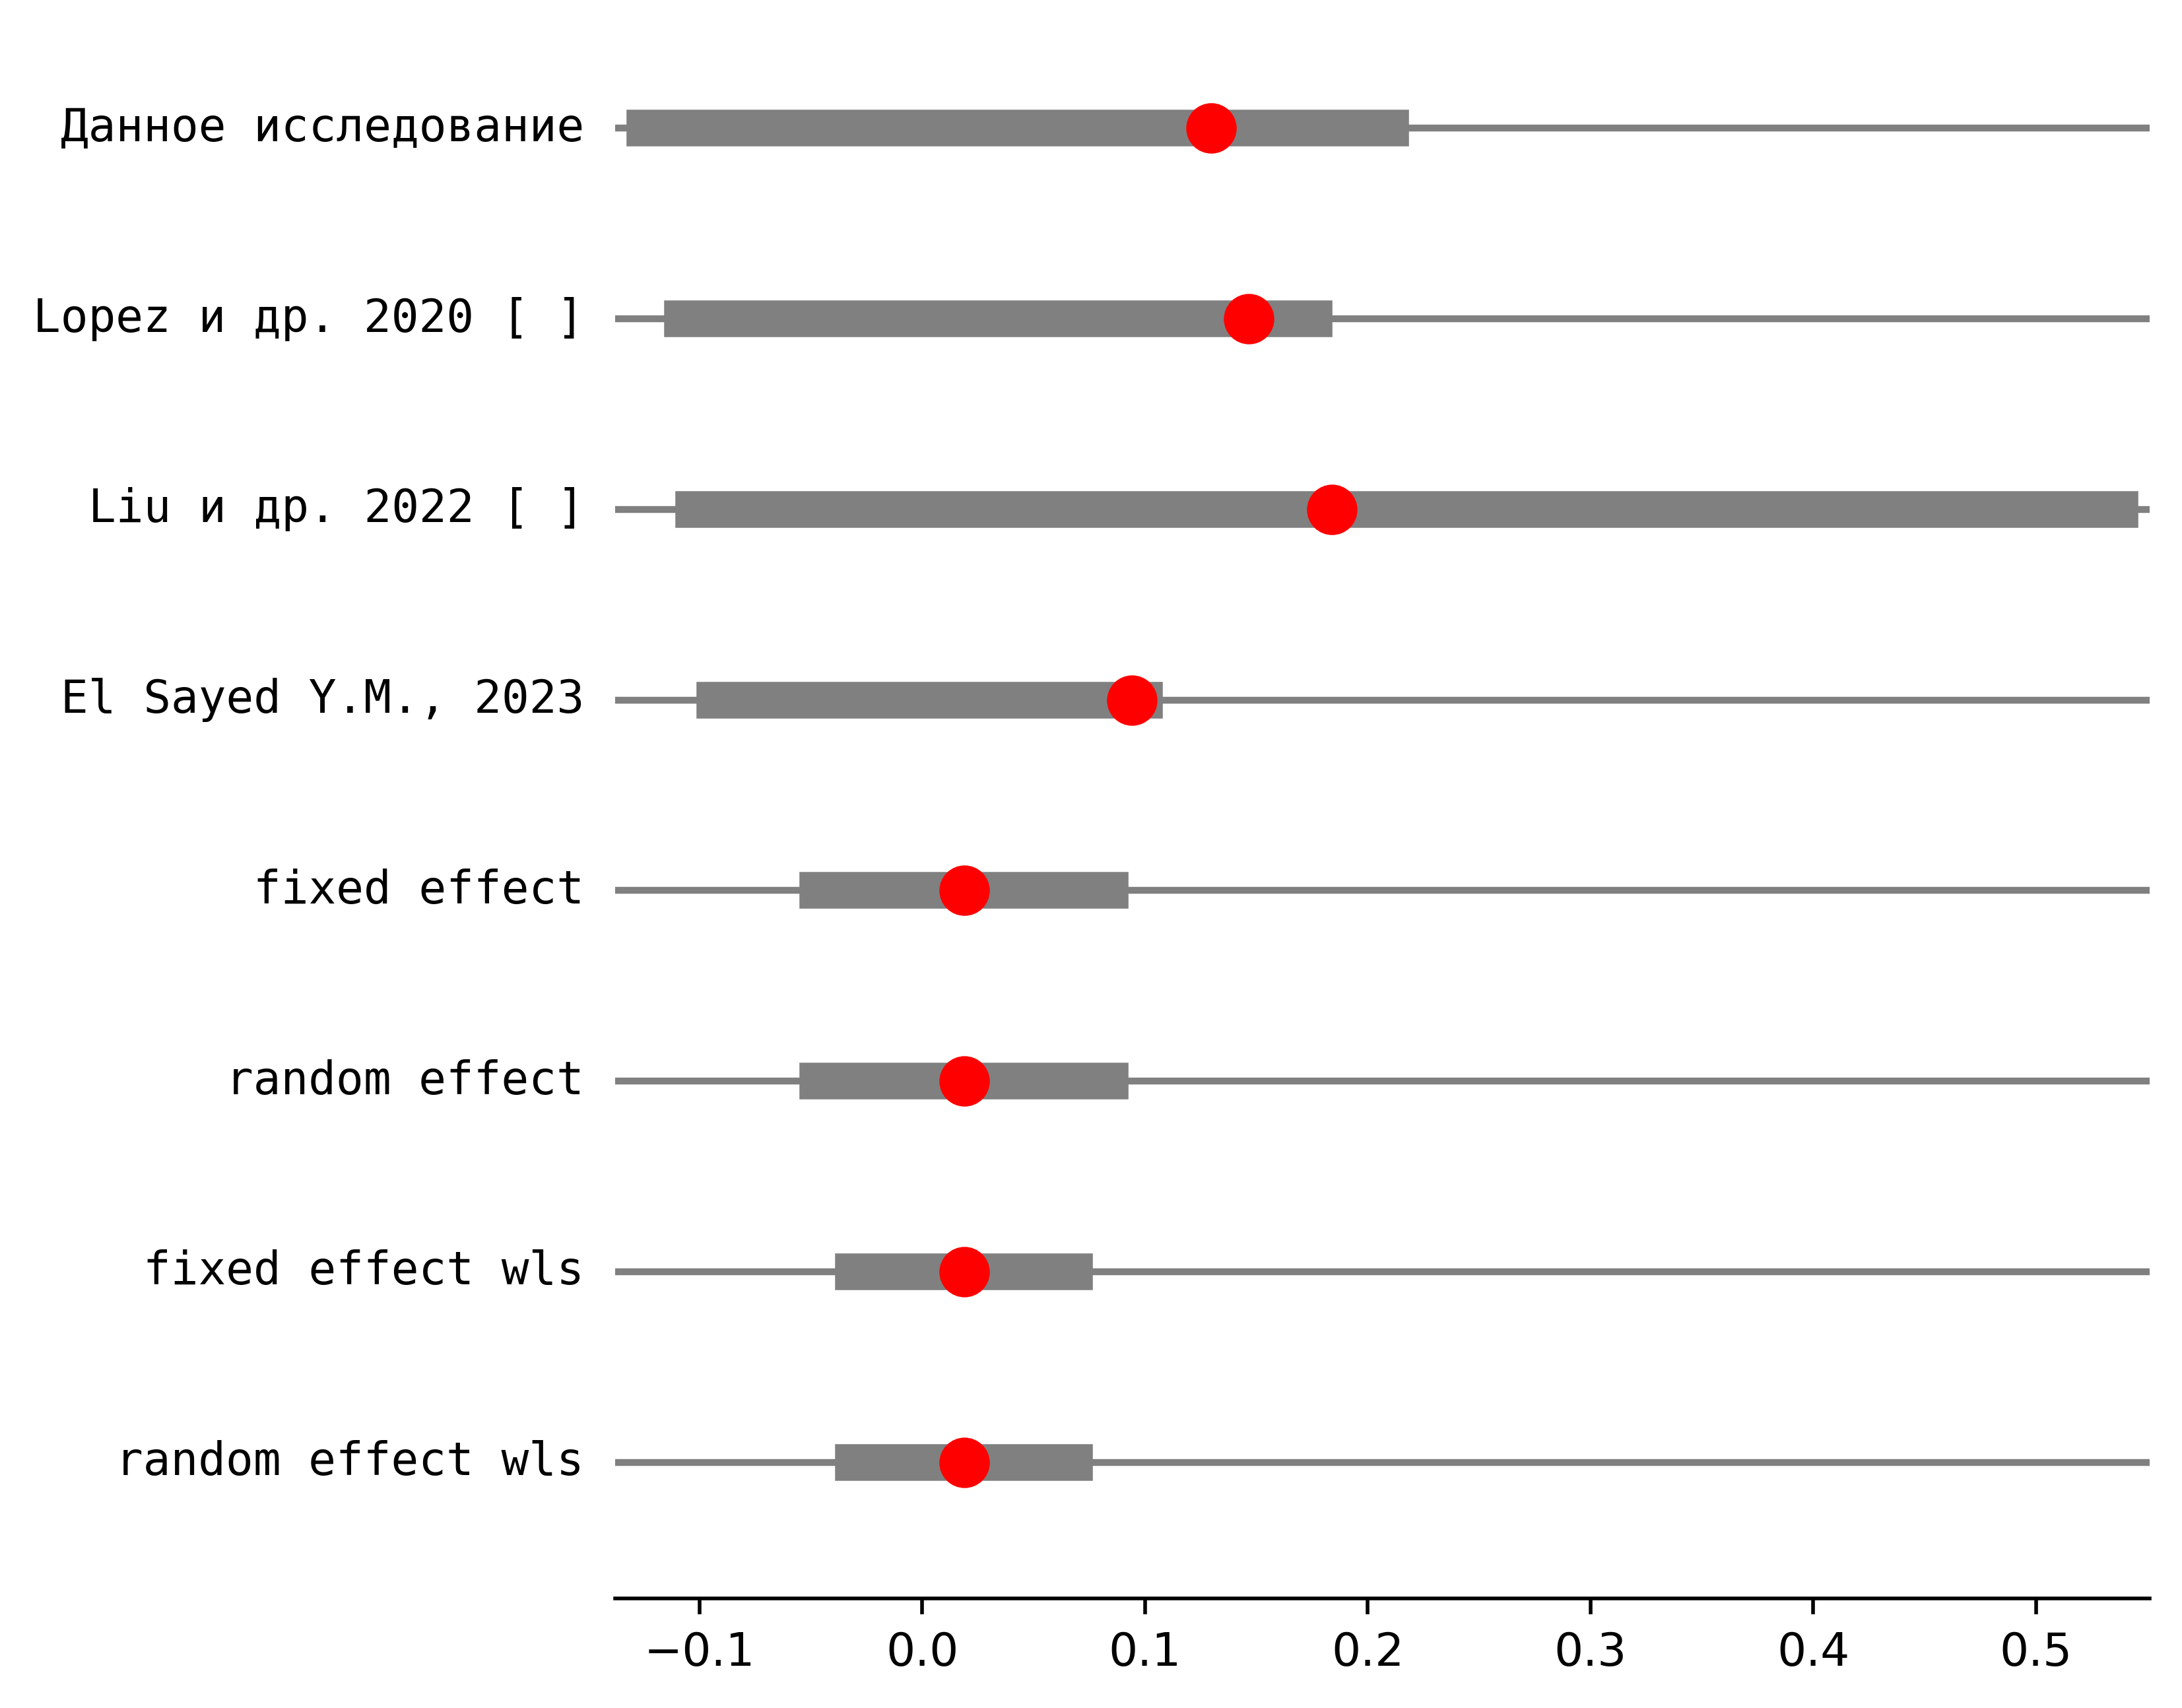 Данное исследование
Lopez и др. 2020 [ ]
Liu и др. 2022 [ ]
El Sayed Y.M., 2023
fixed effect
random effect
fixed effect wls
random effect wls
−0.1 0.0 0.1 0.2 0.3 0.4 0.5